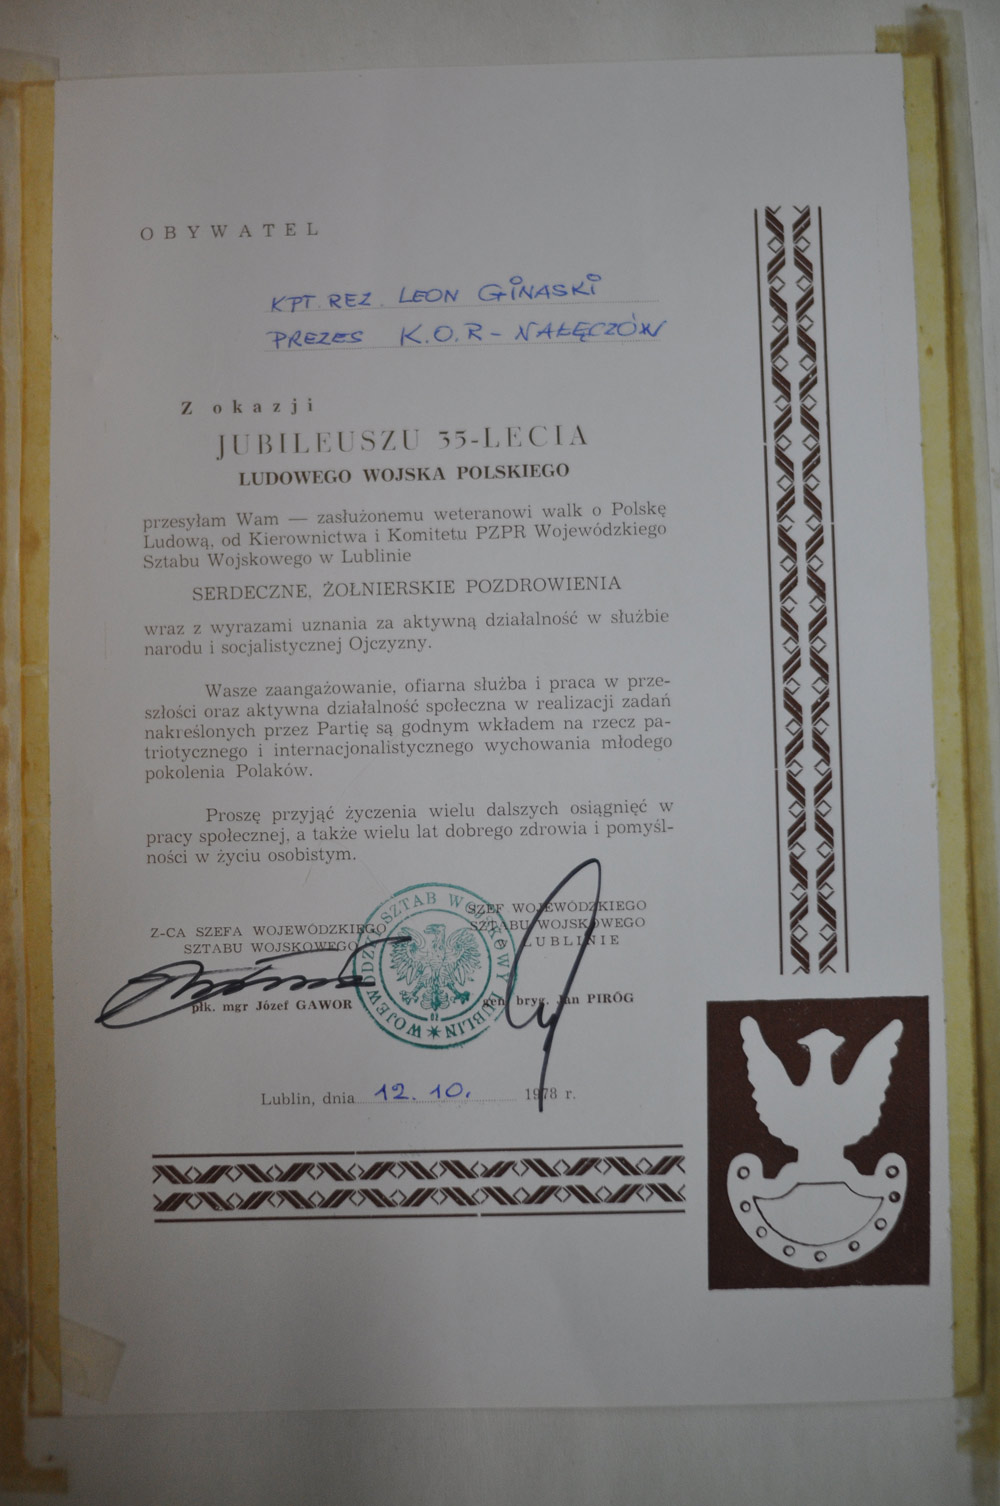 OBYWATEL
KPT. REZ. LEON GINASKI
PREZES K.O.R - NAŁĘCZÓW
Z okazji
JUBILEUSZU 35-LECIA
LUDOWEGO WOJSKA POLSKIEGO
przesyłam Wam — zasłużonemu weteranowi walk o Polskę
Ludową, od Kierownictwa i Komitetu PZPR Wojewódzkiego
Sztabu Wojskowego w Lublinie
SERDECZNE, ŻOŁNIERSKIE POZDROWIENIA
wraz z wyrazami uznania za aktywną działalność w służbie
narodu i socjalistycznej Ojczyzny.
Wasze zaangażowanie, ofiarna służba i praca w prze-
szłości oraz aktywna działalność społeczna w realizacji zadań
nakreślonych przez Partię są godnym wkładem na rzecz pa-
triotycznego i internacjonalistycznego wychowania młodego
pokolenia Polaków.
Proszę przyjąć życzenia wielu dalszych osiągnięć w
pracy społecznej, a także wielu lat dobrego zdrowia i pomyśl-
ności w życiu osobistym.
Z-CA SZEFA WOJEWÓDZKIEGO
SZTABU WOJSKOWEGO
płk. mgr Józef GAWOR
WOJEWÓDZKI SZTAB WOJSKOWY LUBLIN
SZEF WOJEWÓDZKIEGO
SZTABU WOJSKOWEGO
LUBLINIE
gen. bryg. Jan PIRÓG
Lublin, dnia 12. 10. 1978 r.